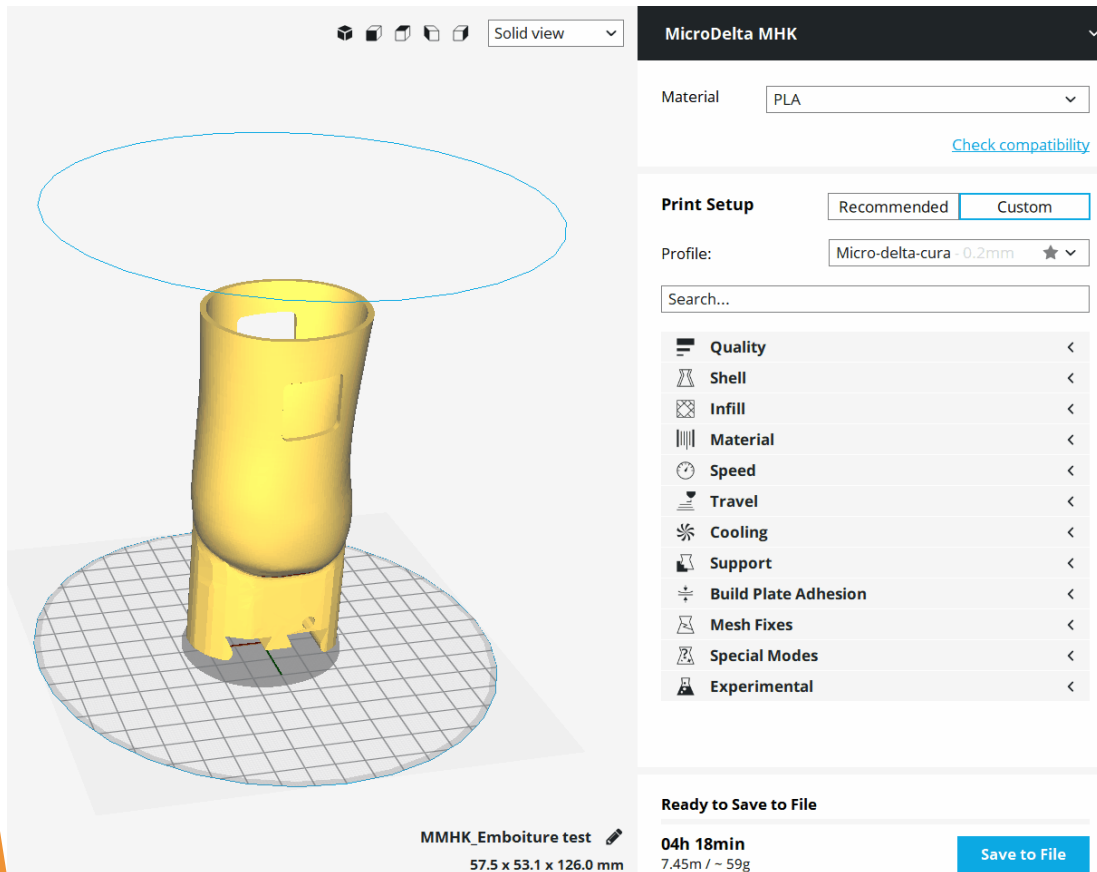 Solid view
MicroDelta MHK
Material
PLA
Check compatibility
Print Setup
Recommended
Custom
Profile:
Micro-delta-cura - 0.2mm
Search...
Quality
Shell
Infill
Material
Speed
Travel
Cooling
Support
Build Plate Adhesion
Mesh Fixes
Special Modes
Experimental
MMHK_Emboiture test
57.5 x 53.1 x 126.0 mm
Ready to Save to File
04h 18min
7.45m / ~ 59g
Save to File